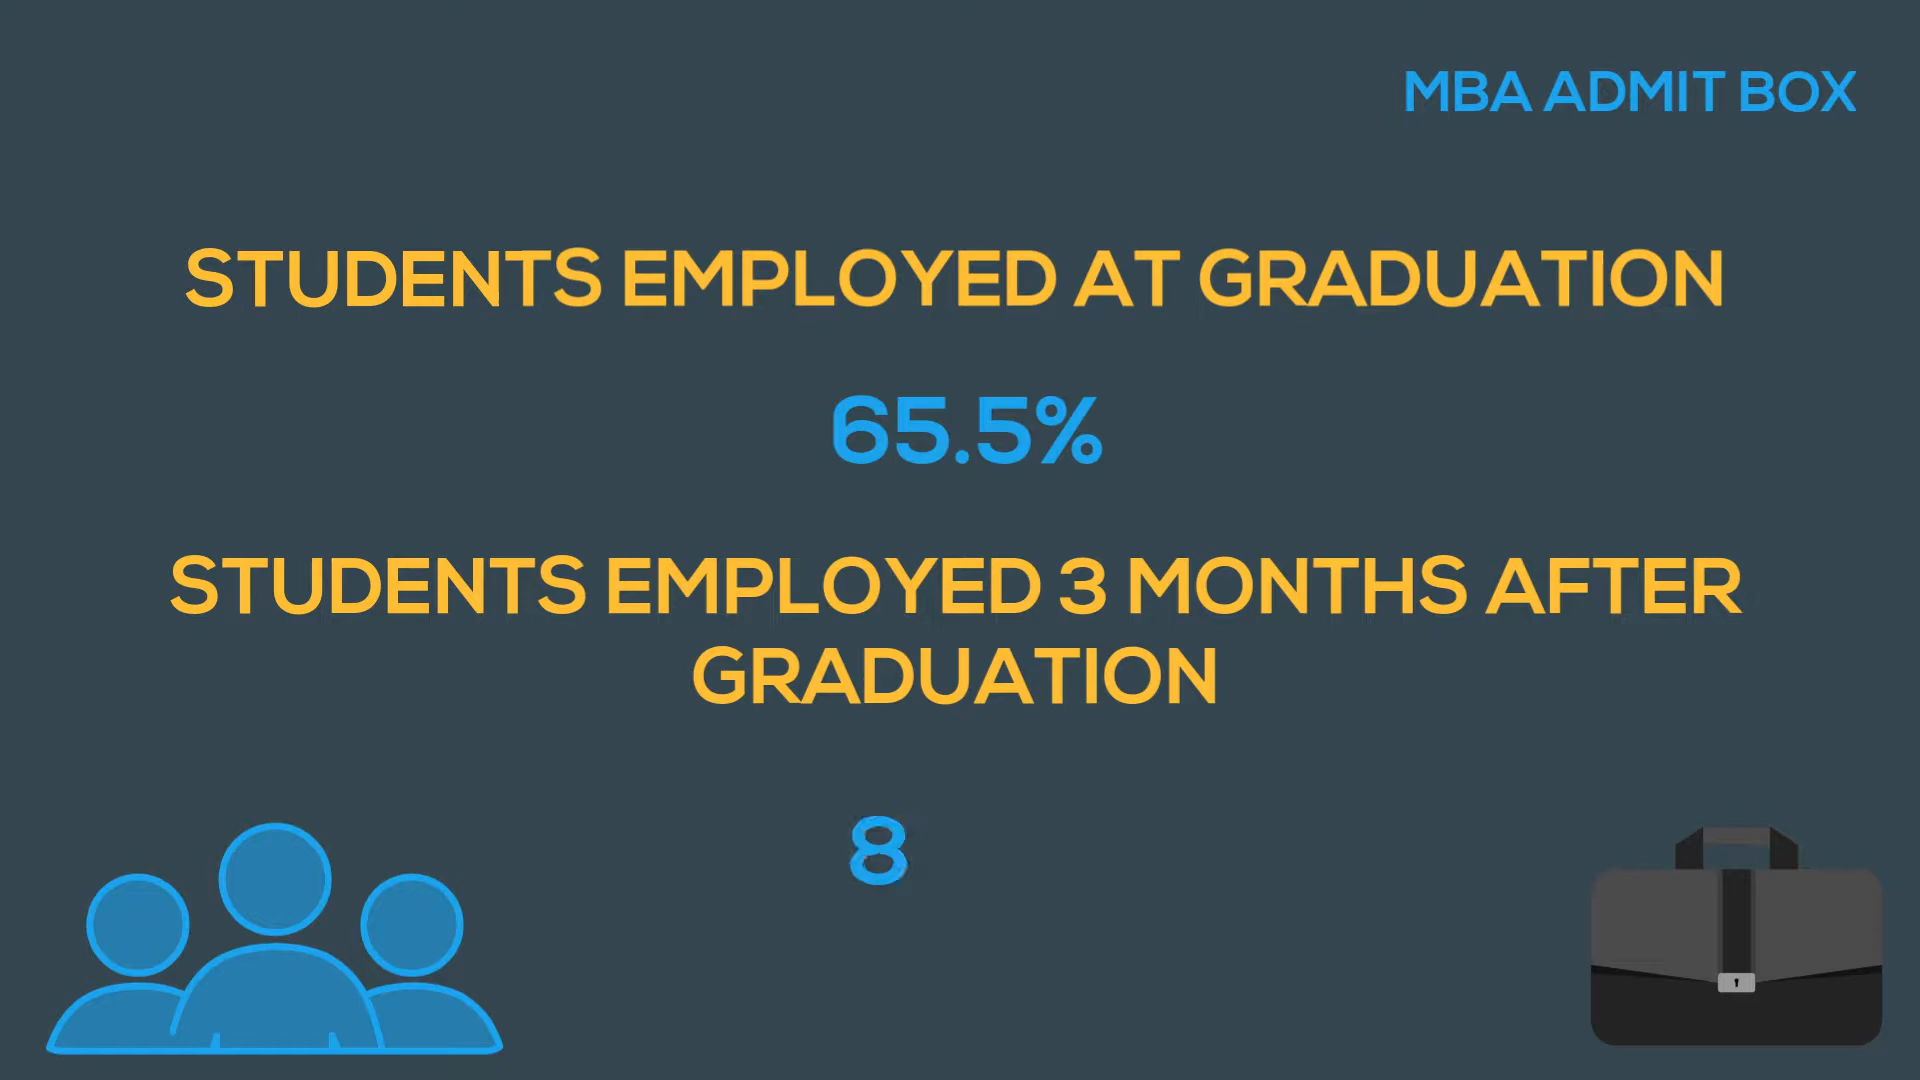 MBA ADMIT BOX
STUDENTS EMPLOYED AT GRADUATION
65.5%
STUDENTS EMPLOYED 3 MONTHS AFTER
GRADUATION
8